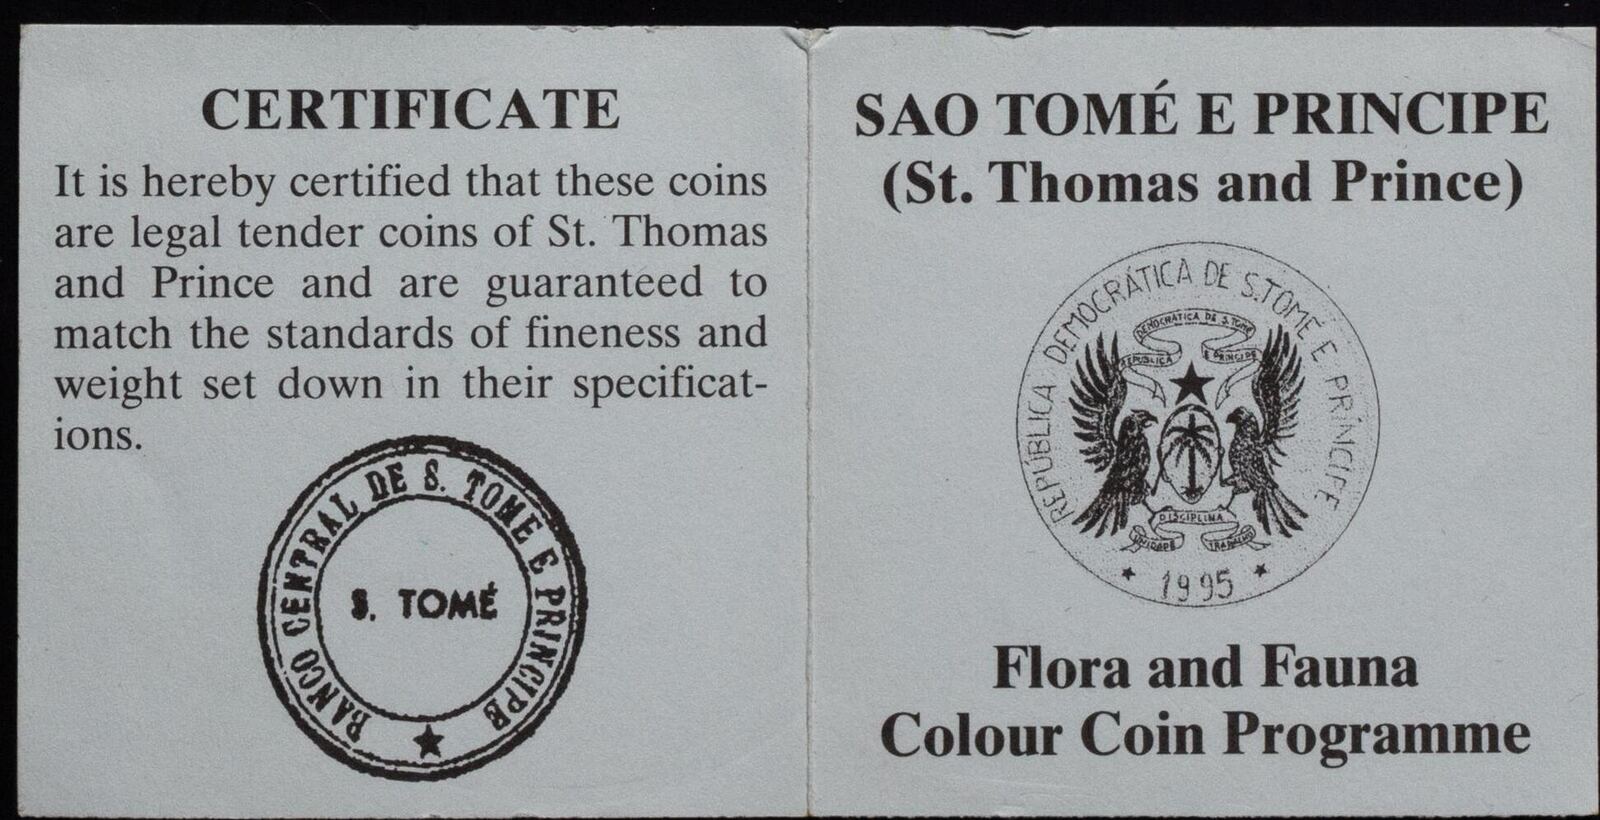 CERTIFICATE
It is hereby certified that these coins
are legal tender coins of St. Thomas
and Prince and are guaranteed to
match the standards of fineness and
weight set down in their specificat-
ions.
BANCO CENTRAL DE S. TOME E PRINCIPE
S. TOMÉ
SAO TOMÉ E PRINCIPE
(St. Thomas and Prince)
REPÚBLICA DEMOCRÁTICA DE S.TOMÉ E PRÍNCIPE
DEMOCRÁTICA DE S. TOMÉ
REPUBLICA E PRINCIPE
DISCIPLINA
UNIDADE TRABALHO
1995
Flora and Fauna
Colour Coin Programme